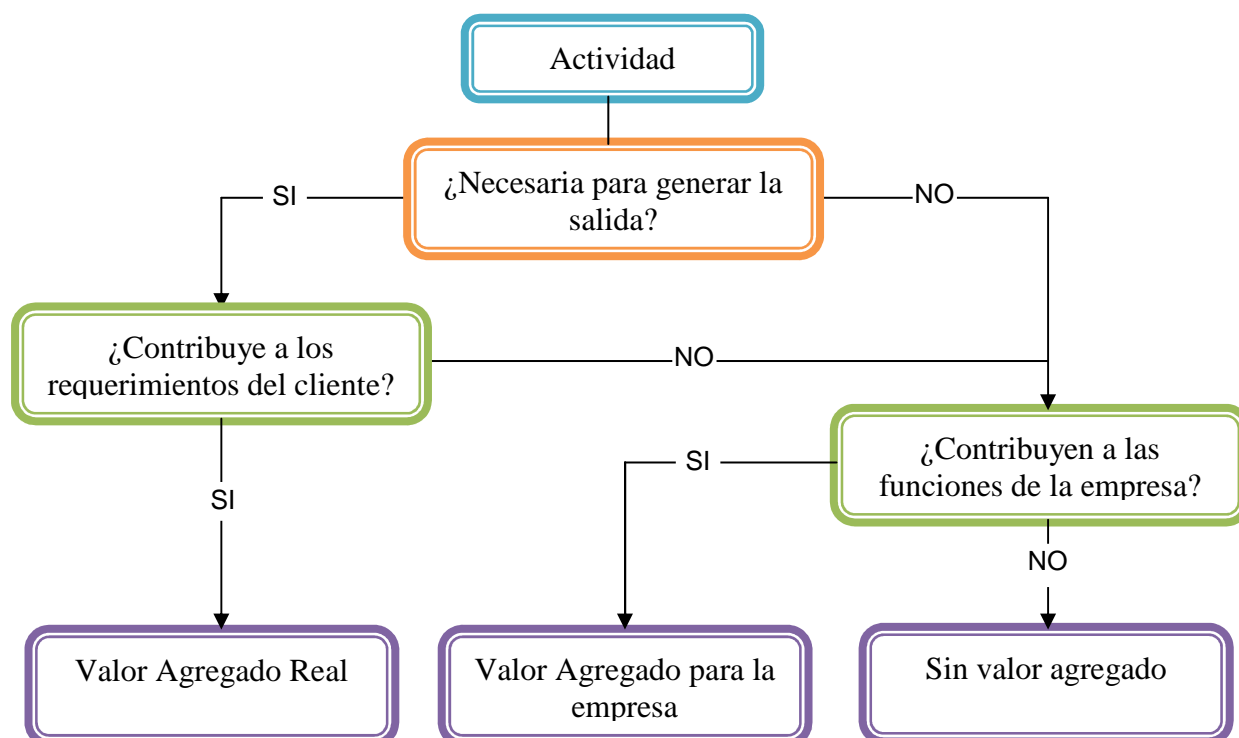 Actividad
¿Necesaria para generar la
salida?
SI
NO
¿Contribuye a los
requerimientos del cliente?
NO
¿Contribuyen a las
funciones de la empresa?
SI
SI
NO
Valor Agregado Real
Valor Agregado para la
empresa
Sin valor agregado